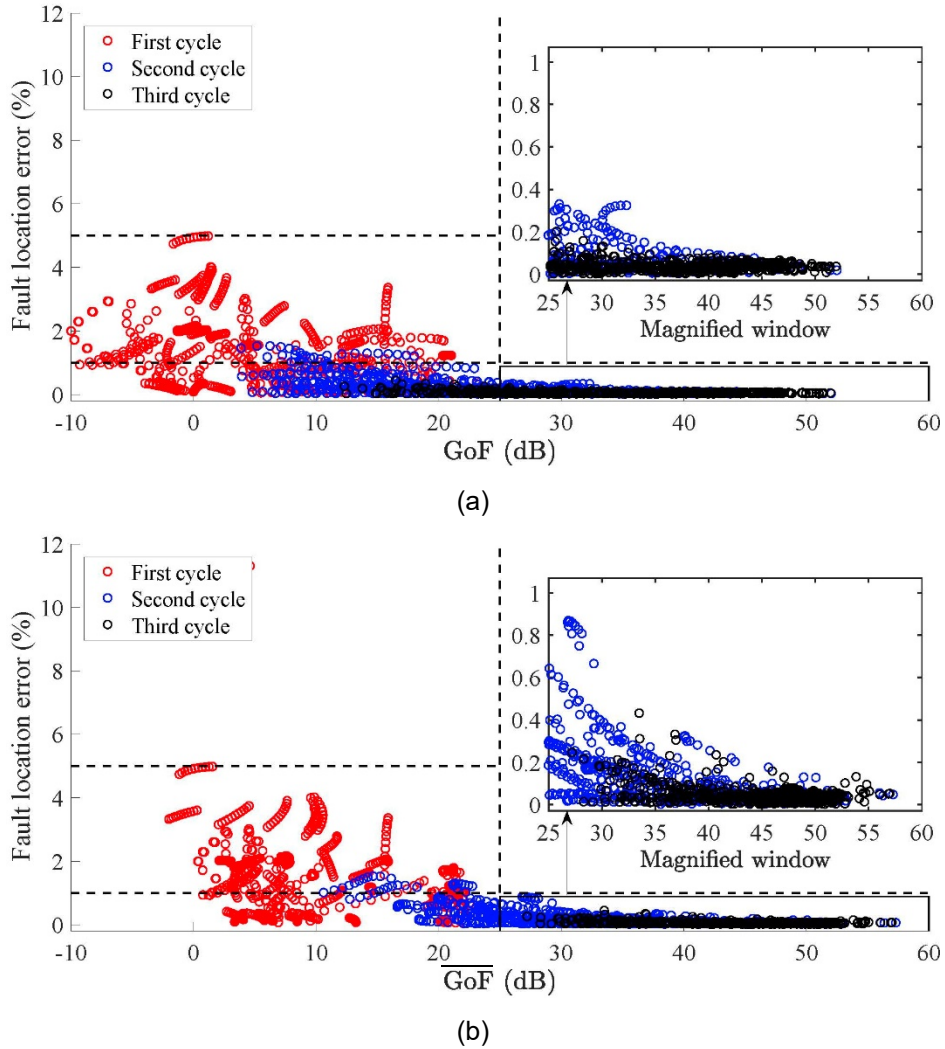 12
10
8
6
4
2
0
Fault location error (%)
First cycle
Second cycle
Third cycle
1
0.8
0.6
0.4
0.2
0
25 30 35 40 45 50 55 60
Magnified window
-10 0 10 20 30 40 50 60
GoF (dB)
(a)
12
10
8
6
4
2
0
Fault location error (%)
First cycle
Second cycle
Third cycle
1
0.8
0.6
0.4
0.2
0
25 30 35 40 45 50 55 60
Magnified window
-10 0 10 20 30 40 50 60
G̅o̅F̅ (dB)
(b)